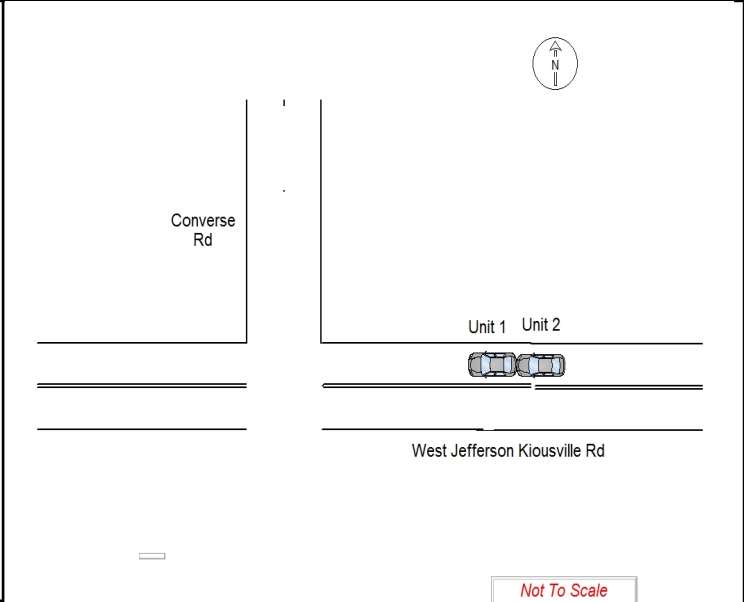 N
Converse
Rd
Unit 1 Unit 2
West Jefferson Kiousville Rd
Not To Scale